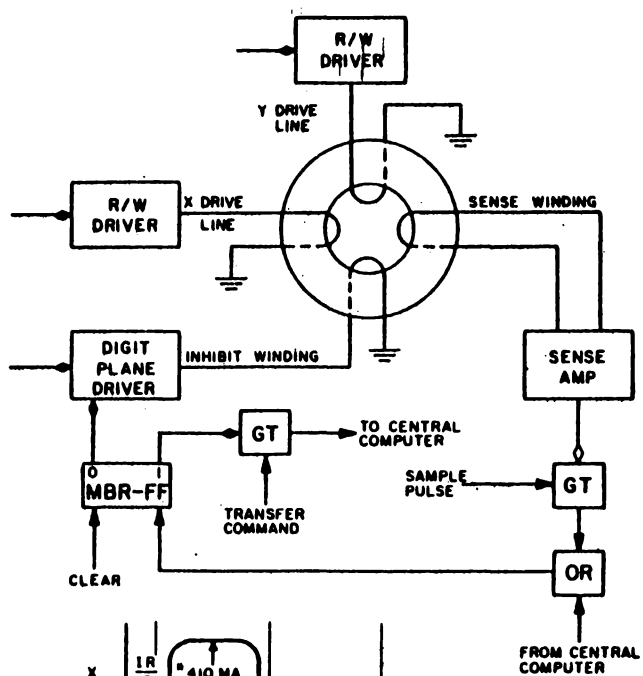 R/W
DRIVER
Y DRIVE
LINE
R/W
DRIVER
X DRIVE
LINE
SENSE WINDING
DIGIT
PLANE
DRIVER
INHIBIT WINDING
SENSE
AMP
GT
TO CENTRAL
COMPUTER
0 1
MBR-FF
TRANSFER
COMMAND
SAMPLE
PULSE
GT
CLEAR
OR
FROM CENTRAL
COMPUTER
X
1R
410 MA